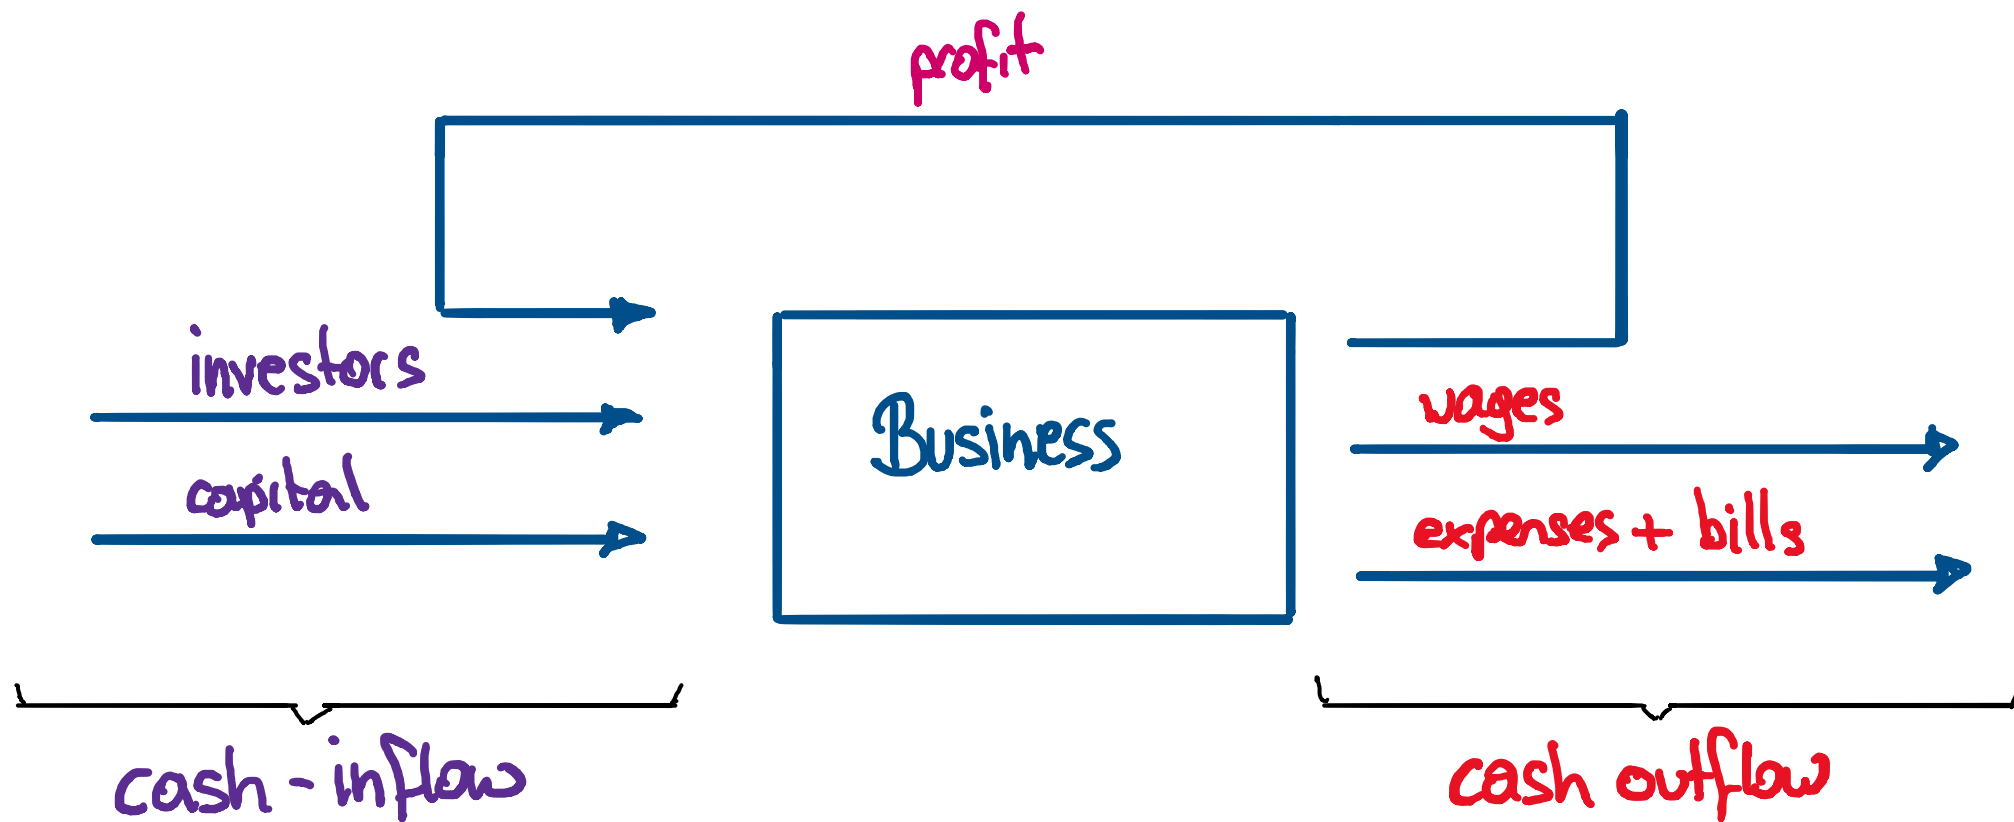 profit
investors
capital
Business
wages
expenses + bills
cash-inflow
cash outflow